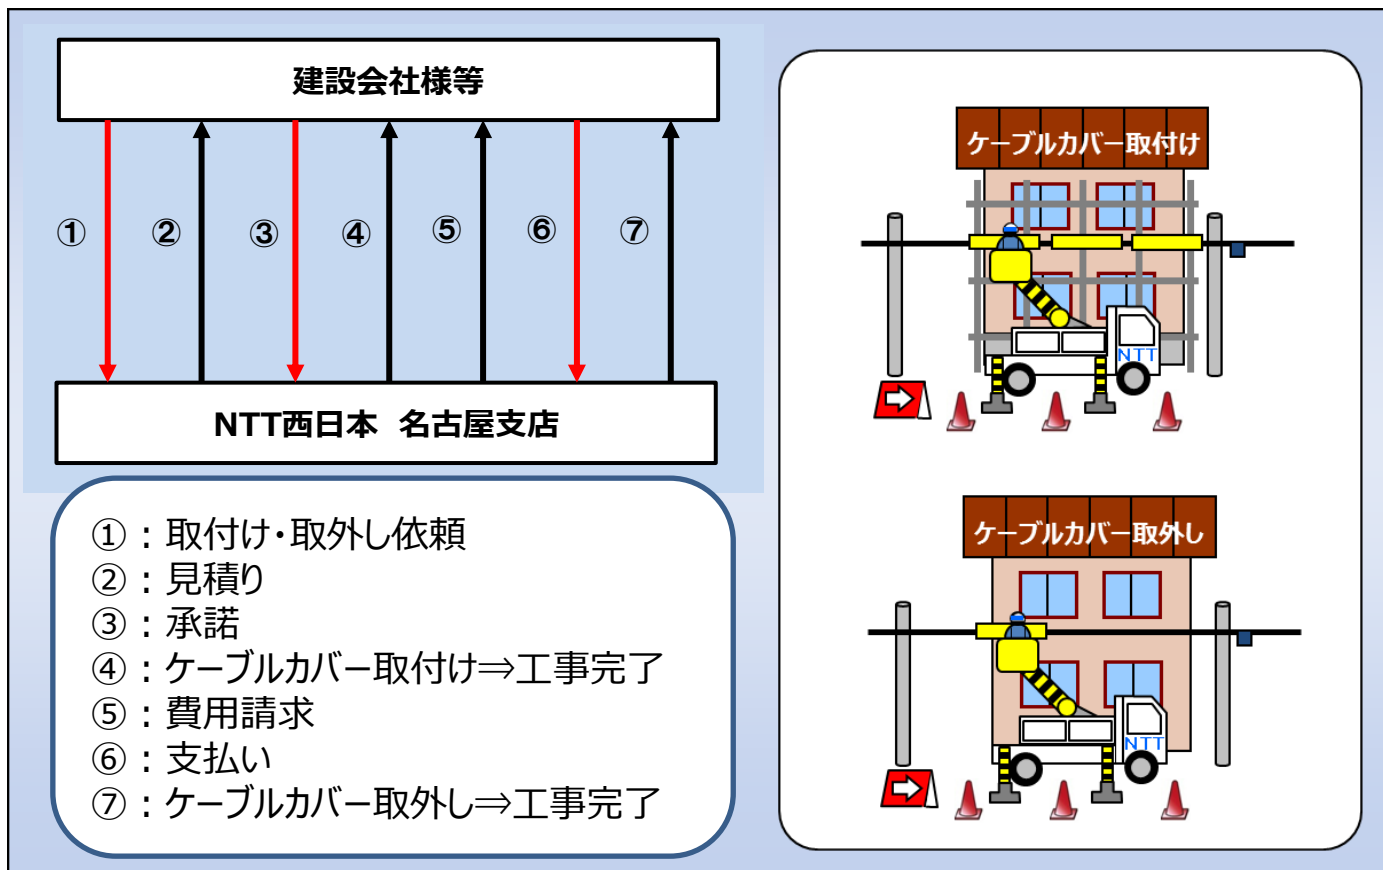 建設会社様等
① ② ③ ④ ⑤ ⑥ ⑦
NTT西日本 名古屋支店
①：取付け・取外し依頼
②：見積り
③：承諾
④：ケーブルカバー取付け⇒工事完了
⑤：費用請求
⑥：支払い
⑦：ケーブルカバー取外し⇒工事完了
ケーブルカバー取付け
NTT
ケーブルカバー取外し
NTT